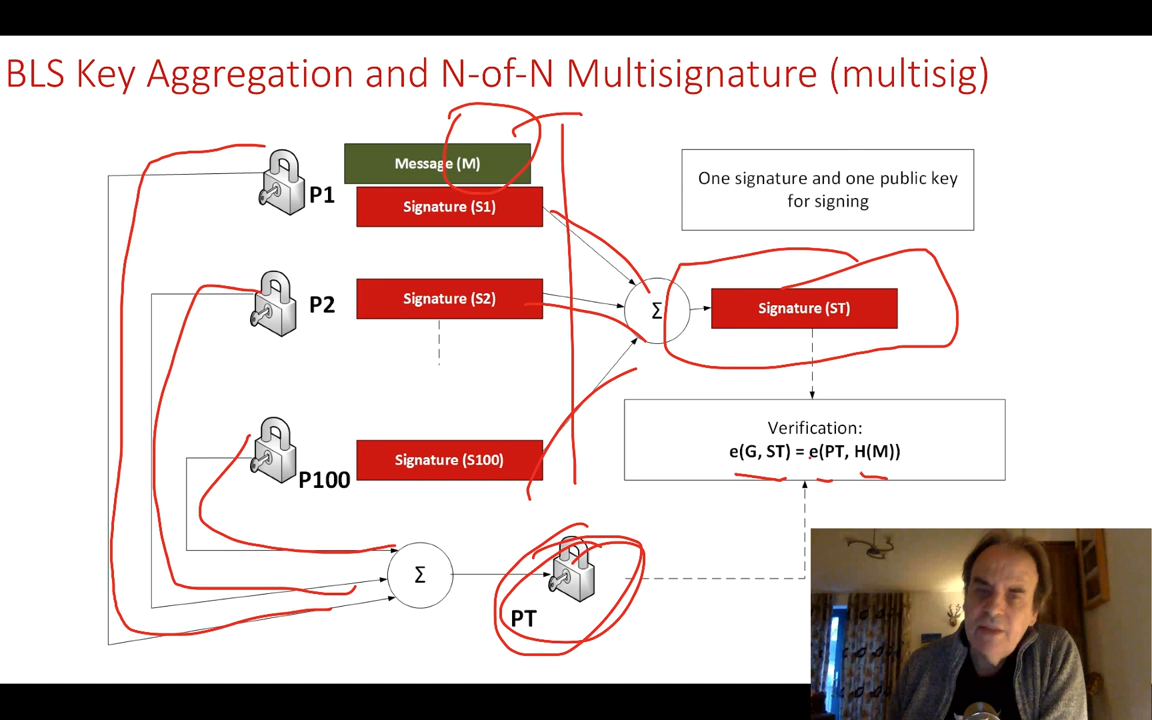 BLS Key Aggregation and N-of-N Multisignature (multisig)
P1
Message (M)
Signature (S1)
One signature and one public key
for signing
P2
Signature (S2)
Σ
Signature (ST)
P100
Signature (S100)
Verification:
e(G, ST) = e(PT, H(M))
Σ
PT